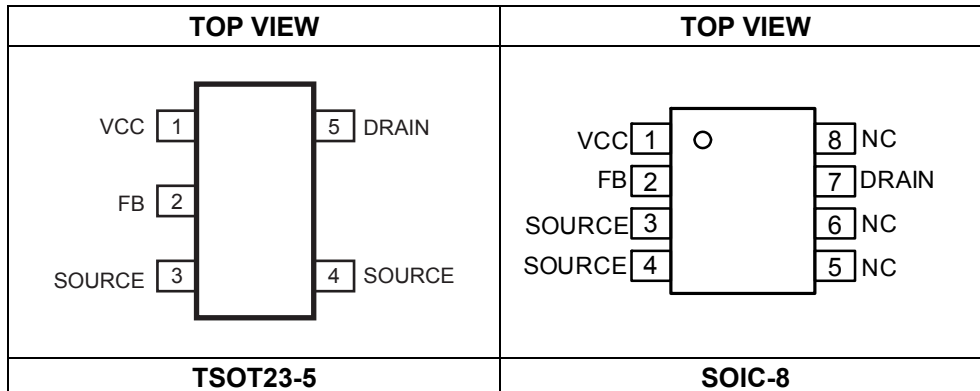 TOP VIEW
TOP VIEW
VCC 1
5 DRAIN
FB 2
SOURCE 3
4 SOURCE
VCC 1
8 NC
FB 2
7 DRAIN
SOURCE 3
6 NC
SOURCE 4
5 NC
TSOT23-5
SOIC-8